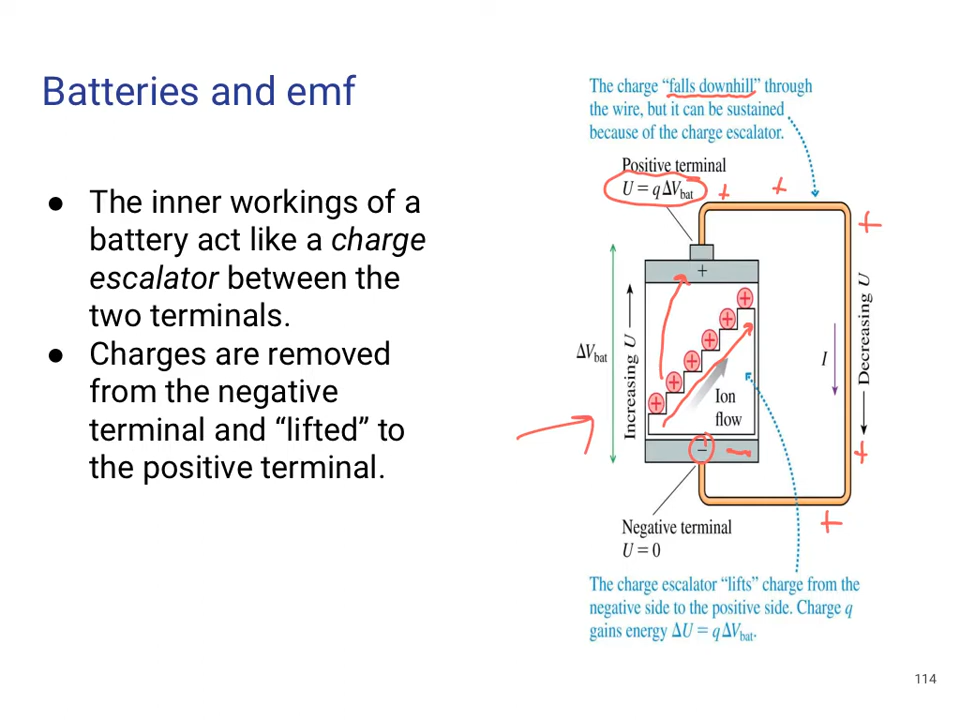 Batteries and emf
● The inner workings of a
battery act like a charge
escalator between the
two terminals.
● Charges are removed
from the negative
terminal and “lifted” to
the positive terminal.
The charge “falls downhill” through
the wire, but it can be sustained
because of the charge escalator.
Positive terminal
U = qΔVbat
+ +
+
+
Increasing U
ΔVbat
+
+
+
+
+
+
Ion
flow
I
Decreasing U
− −
+
+
Negative terminal
U = 0
The charge escalator “lifts” charge from the
negative side to the positive side. Charge q
gains energy ΔU = qΔVbat.
114